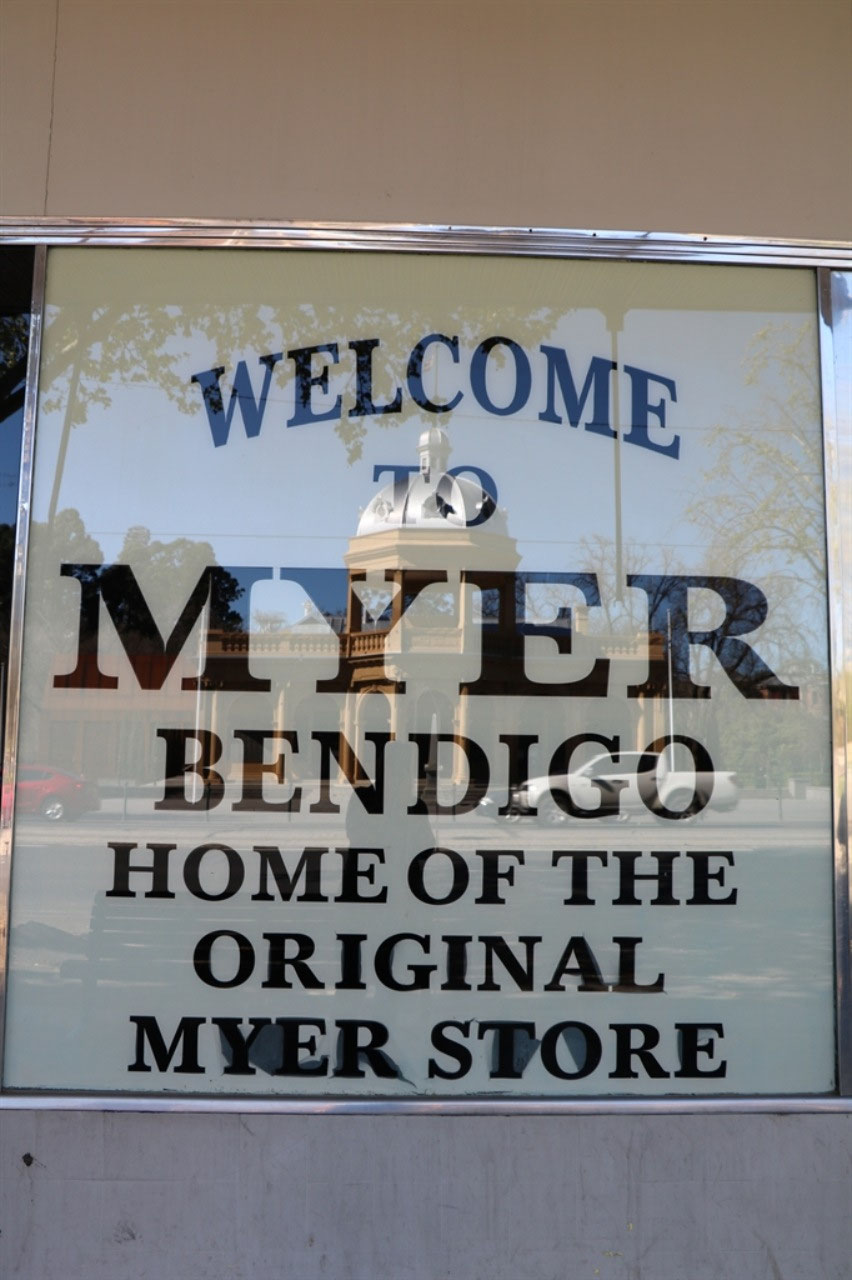 WELCOME
TO
MYER
BENDIGO
HOME OF THE
ORIGINAL
MYER STORE